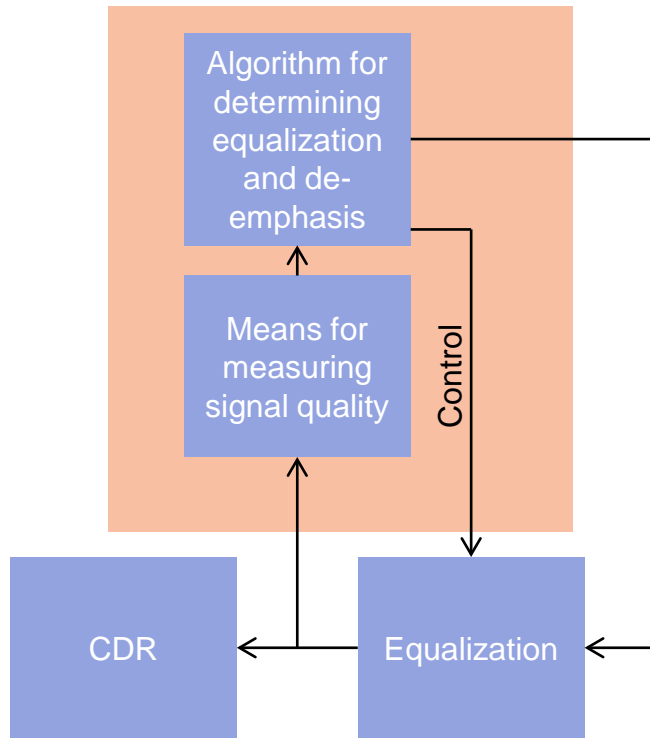 Algorithm for
determining
equalization
and de-
emphasis
Means for
measuring
signal quality
Control
CDR
Equalization